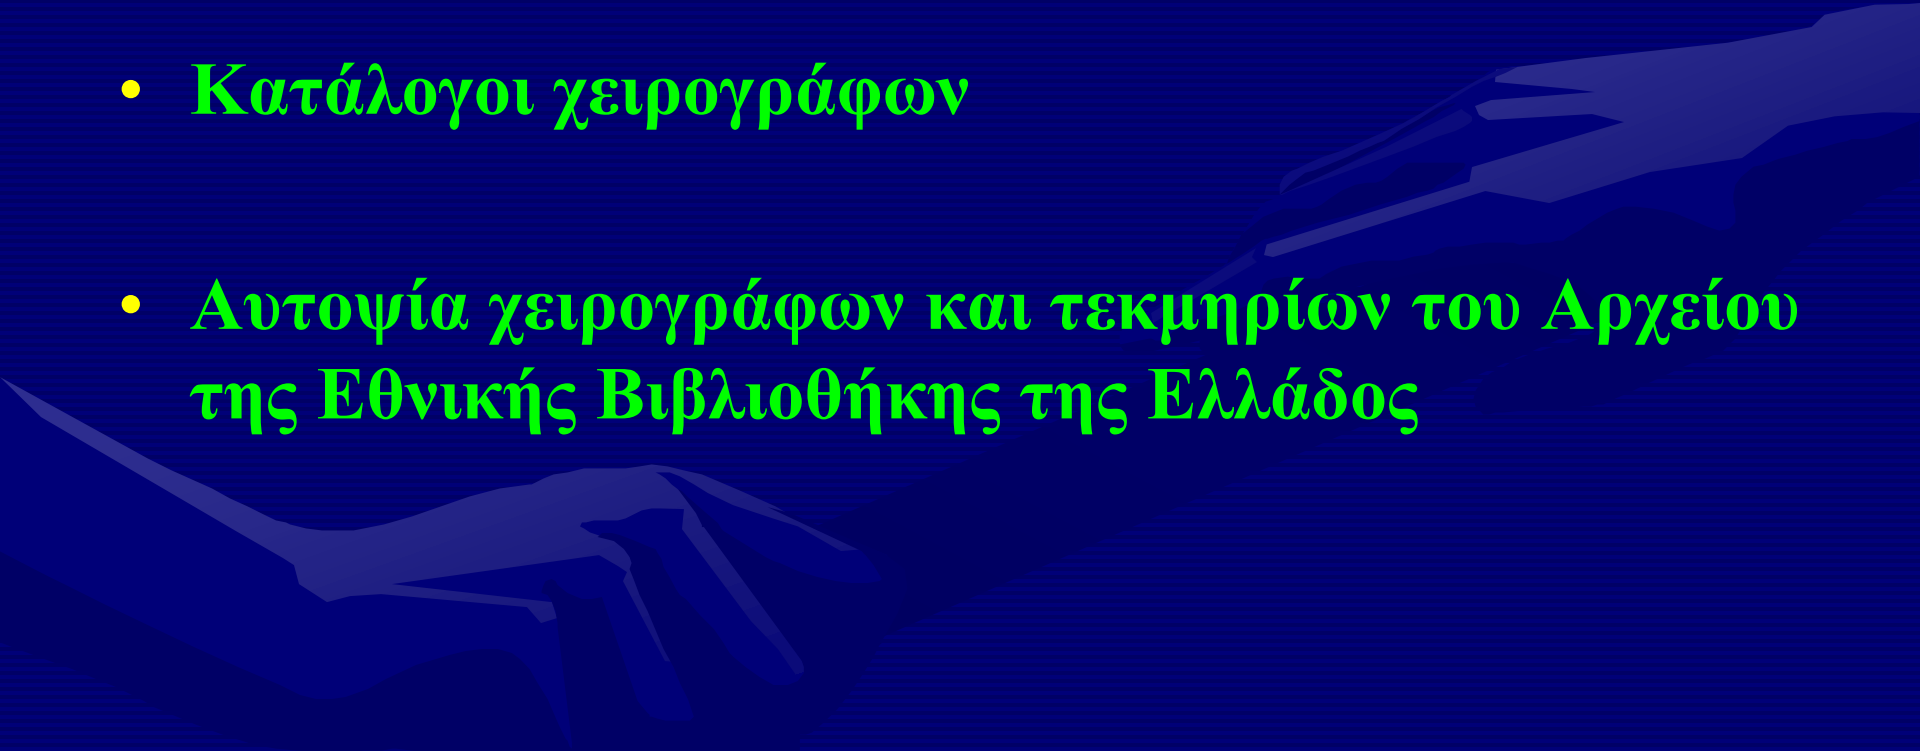 • Κατάλογοι χειρογράφων
• Αυτοψία χειρογράφων και τεκμηρίων του Αρχείου
της Εθνικής Βιβλιοθήκης της Ελλάδος